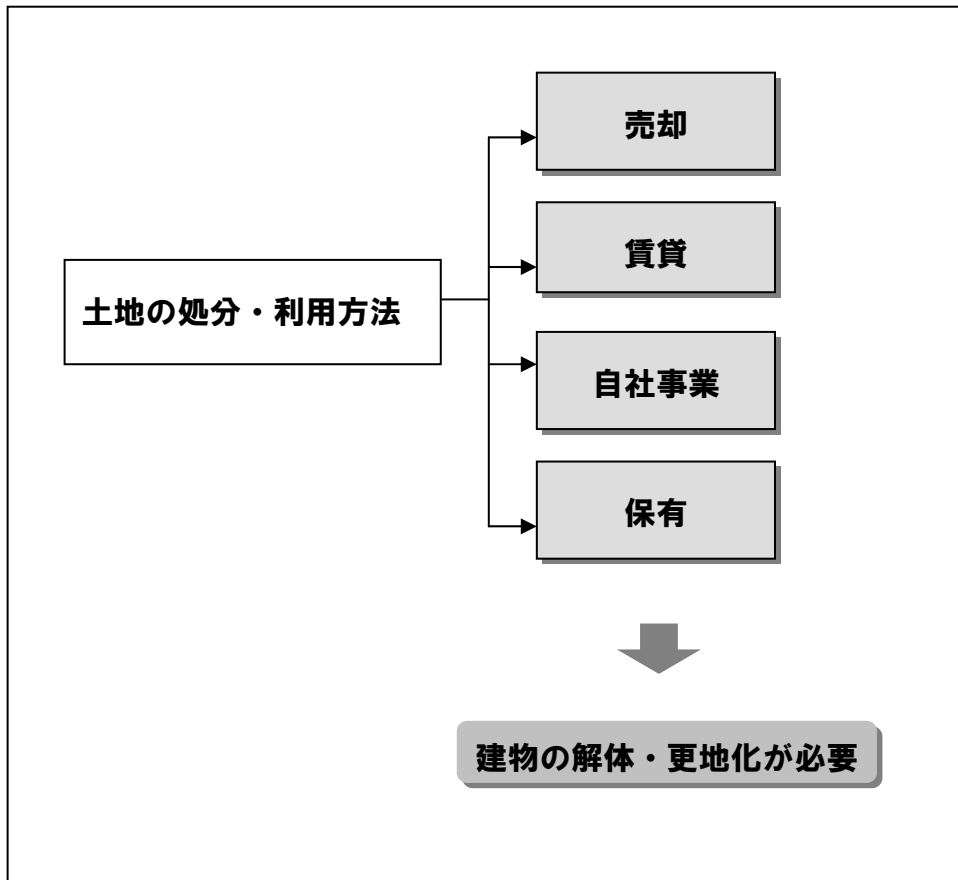 売却
賃貸
土地の処分・利用方法
自社事業
保有
建物の解体・更地化が必要